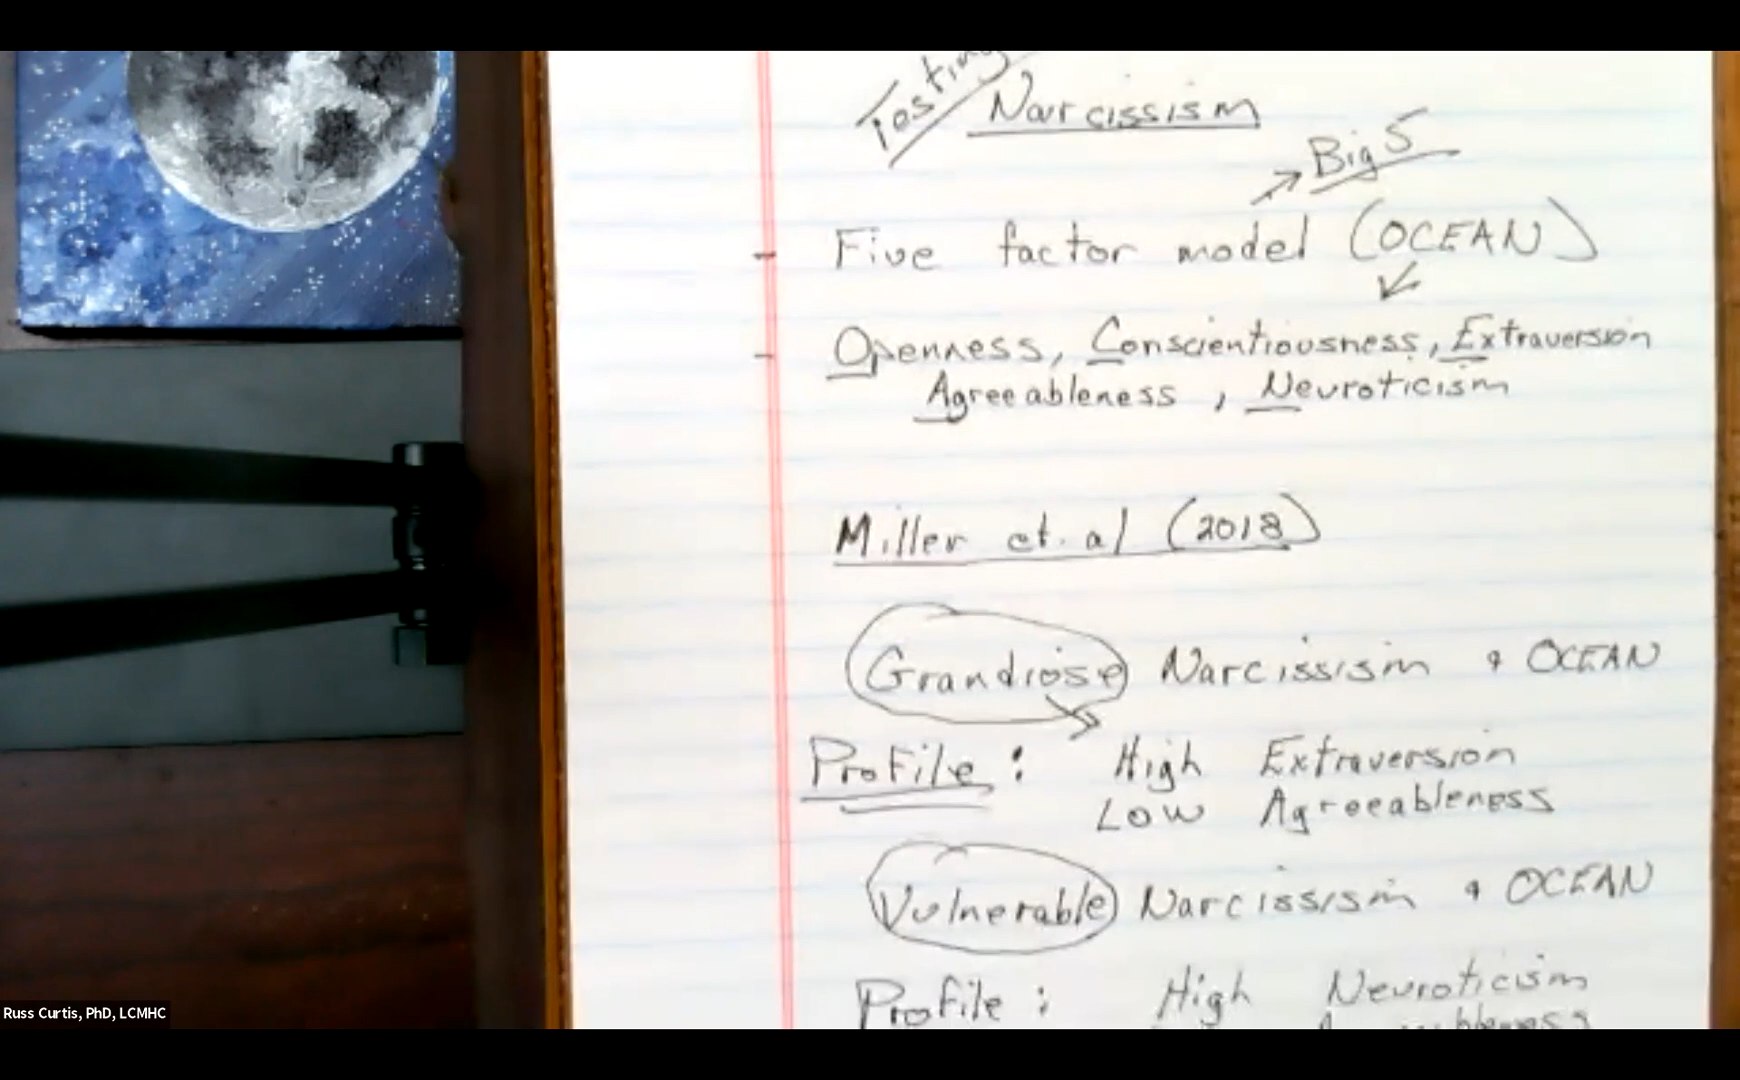 Testing
Narcissism
→ Big 5
- Five factor model (OCEAN)
- Openness, Conscientiousness, Extraversion
Agreeableness, Neuroticism
Miller et. al (2018)
Grandiose Narcissism & OCEAN
Profile: High Extraversion
Low Agreeableness
Vulnerable Narcissism & OCEAN
Profile: High Neuroticism
Russ Curtis, PhD, LCMHC